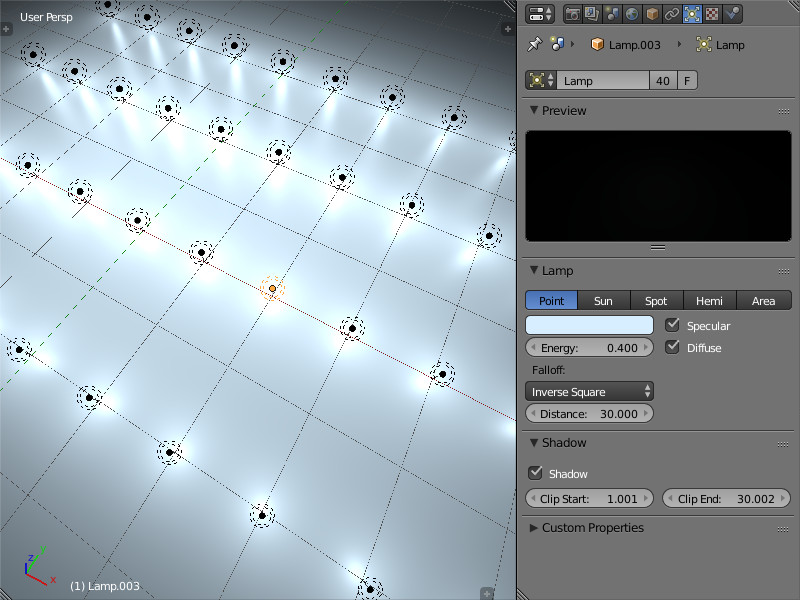 User Persp
Lamp.003 Lamp
Lamp 40 F
Preview
Lamp
Point Sun Spot Hemi Area
Specular
Energy: 0.400 Diffuse
Falloff:
Inverse Square
Distance: 30.000
Shadow
Shadow
Clip Start: 1.001 Clip End: 30.002
Custom Properties
z
x
(1) Lamp.003